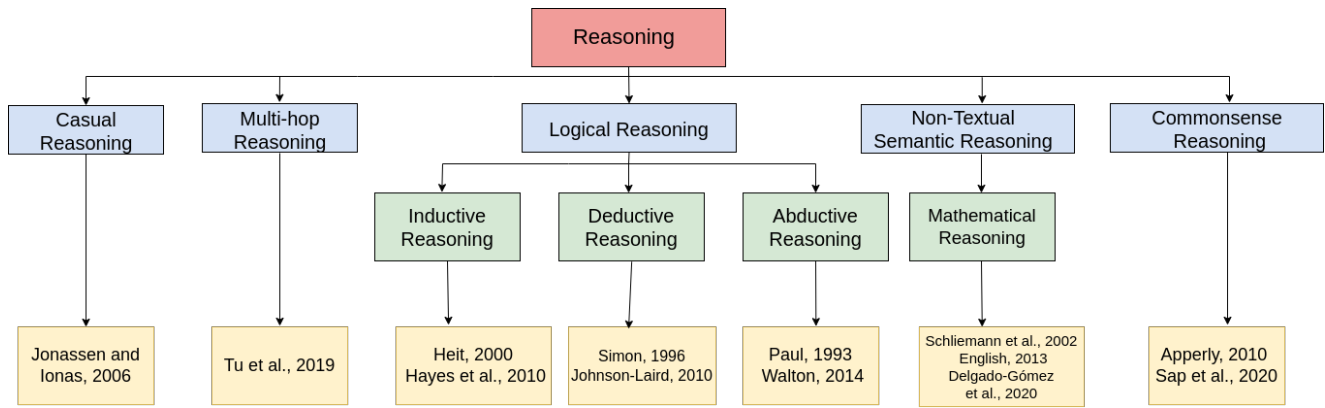 Reasoning
Casual
Reasoning
Multi-hop
Reasoning
Logical Reasoning
Non-Textual
Semantic Reasoning
Commonsense
Reasoning
Inductive
Reasoning
Deductive
Reasoning
Abductive
Reasoning
Mathematical
Reasoning
Jonassen and
Ionas, 2006
Tu et al., 2019
Heit, 2000
Hayes et al., 2010
Simon, 1996
Johnson-Laird, 2010
Paul, 1993
Walton, 2014
Schliemann et al., 2002
English, 2013
Delgado-Gómez
et al., 2020
Apperly, 2010
Sap et al., 2020